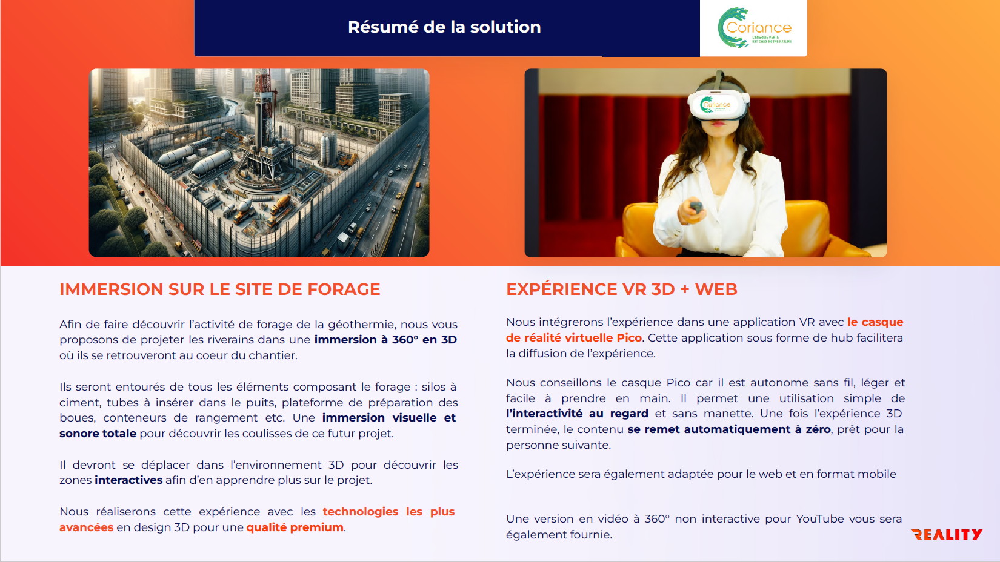 Résumé de la solution
Coriance
L'ÉNERGIE VERTE
EST DANS NOTRE NATURE
Coriance
IMMERSION SUR LE SITE DE FORAGE
Afin de faire découvrir l'activité de forage de la géothermie, nous vous
proposons de projeter les riverains dans une immersion à 360° en 3D
où ils se retrouveront au coeur du chantier.
Ils seront entourés de tous les éléments composant le forage : silos à
ciment, tubes à insérer dans le puits, plateforme de préparation des
boues, conteneurs de rangement etc. Une immersion visuelle et
sonore totale pour découvrir les coulisses de ce futur projet.
Il devront se déplacer dans l'environnement 3D pour découvrir les
zones interactives afin d'en apprendre plus sur le projet.
Nous réaliserons cette expérience avec les technologies les plus
avancées en design 3D pour une qualité premium.
EXPÉRIENCE VR 3D + WEB
Nous intégrerons l'expérience dans une application VR avec le casque
de réalité virtuelle Pico. Cette application sous forme de hub facilitera
la diffusion de l'expérience.
Nous conseillons le casque Pico car il est autonome sans fil, léger et
facile à prendre en main. Il permet une utilisation simple de
l'interactivité au regard et sans manette. Une fois l'expérience 3D
terminée, le contenu se remet automatiquement à zéro, prêt pour la
personne suivante.
L'expérience sera également adaptée pour le web et en format mobile
Une version en vidéo à 360° non interactive pour YouTube vous sera
également fournie.
REALITY